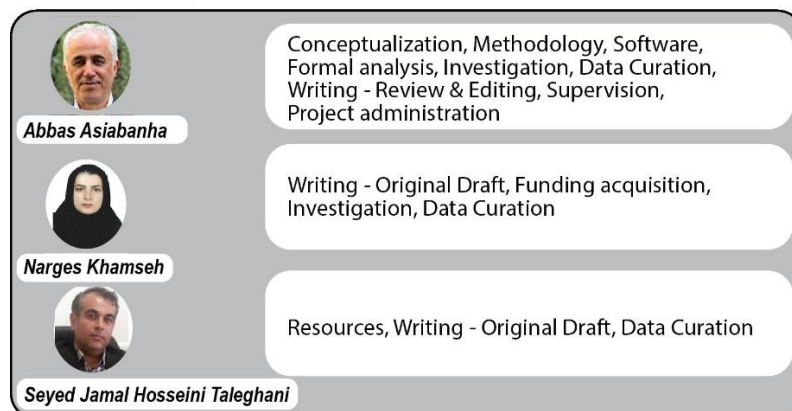 Conceptualization, Methodology, Software,
Formal analysis, Investigation, Data Curation,
Writing - Review & Editing, Supervision,
Project administration
Abbas Asiabanha
Writing - Original Draft, Funding acquisition,
Investigation, Data Curation
Narges Khamseh
Resources, Writing - Original Draft, Data Curation
Seyed Jamal Hosseini Taleghani